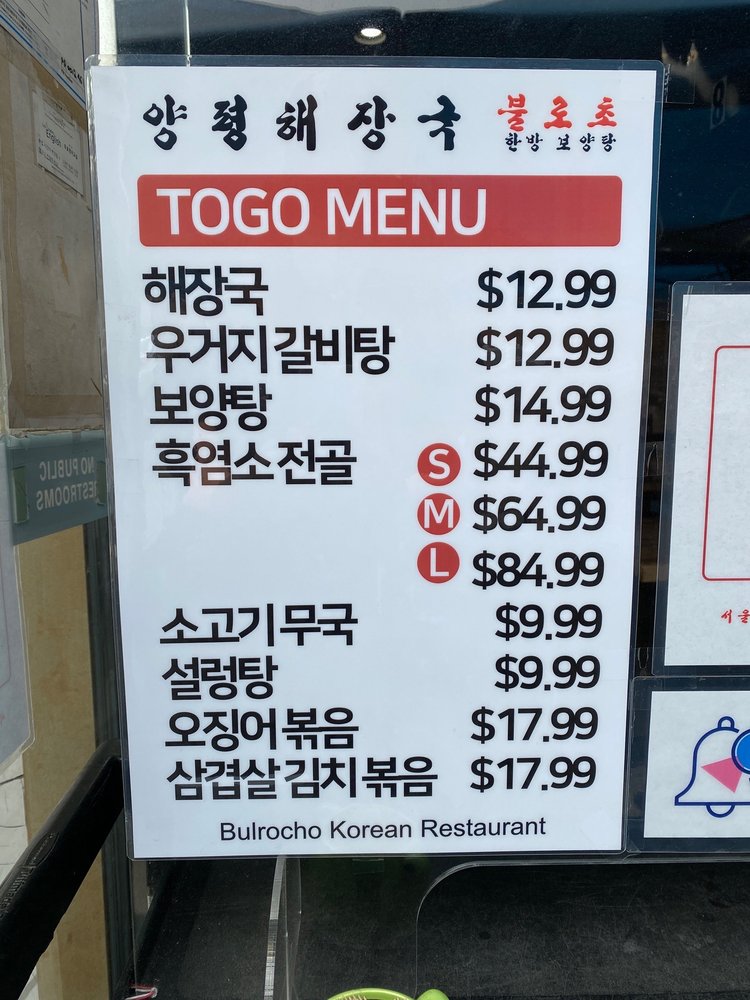 양평해장국 불로초
한방 보양탕
TOGO MENU
해장국 $12.99
우거지 갈비탕 $12.99
보양탕 $14.99
흑염소 전골 S $44.99
M $64.99
L $84.99
소고기 무국 $9.99
설렁탕 $9.99
오징어 볶음 $17.99
삼겹살 김치 볶음 $17.99
Bulrocho Korean Restaurant
NO PUBLIC
RESTROOMS
서울